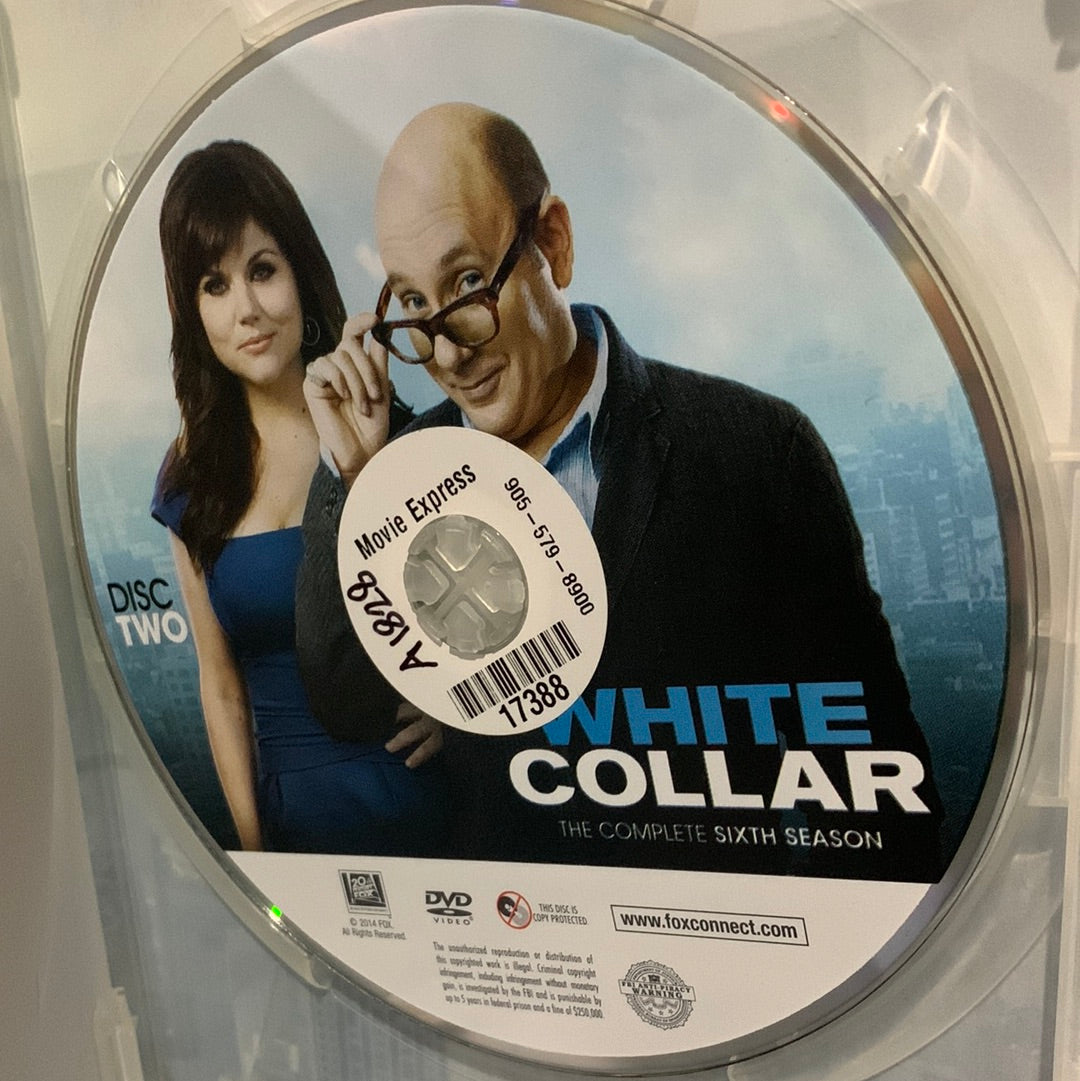 Movie Express
905-579-8900
A1828
17388
DISC
TWO
WHITE
COLLAR
THE COMPLETE SIXTH SEASON
20th
CENTURY
FOX
© 2014 FOX.
All Rights Reserved.
DVD
VIDEO
THIS DISC IS
COPY PROTECTED
www.foxconnect.com
The unauthorized reproduction or distribution of
this copyrighted work is illegal. Criminal copyright
infringement, including infringement without monetary
gain, is investigated by the FBI and is punishable by
up to 5 years in federal prison and a fine of $250,000.
FBI ANTI-PIRACY
WARNING